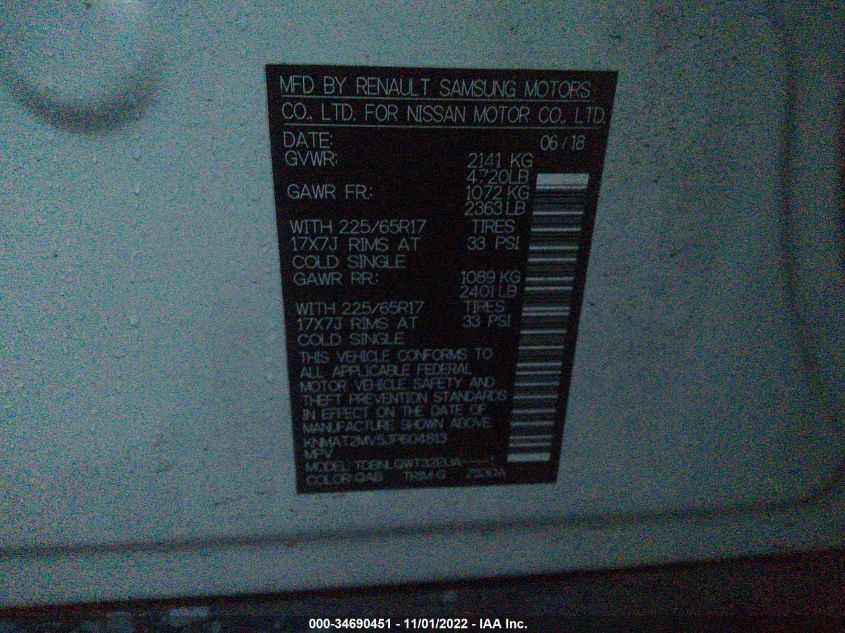 MFD BY RENAULT SAMSUNG MOTORS
CO., LTD. FOR NISSAN MOTOR CO., LTD.
DATE: 06/18
GVWR: 2141 KG
4720LB
GAWR FR: 1072 KG
2363LB
WITH 225/65R17 TIRES
17X7J RIMS AT 33 PSI
COLD SINGLE
GAWR RR: 1089 KG
2401LB
WITH 225/65R17 TIRES
17X7J RIMS AT 33 PSI
COLD SINGLE
THIS VEHICLE CONFORMS TO
ALL APPLICABLE FEDERAL
MOTOR VEHICLE SAFETY AND
THEFT PREVENTION STANDARDS
IN EFFECT ON THE DATE OF
MANUFACTURE SHOWN ABOVE.
KNMAT2MV5JP604813
MPV
MODEL:
COLOR: QAB TRIM: G
000-34690451 - 11/01/2022 - IAA Inc.